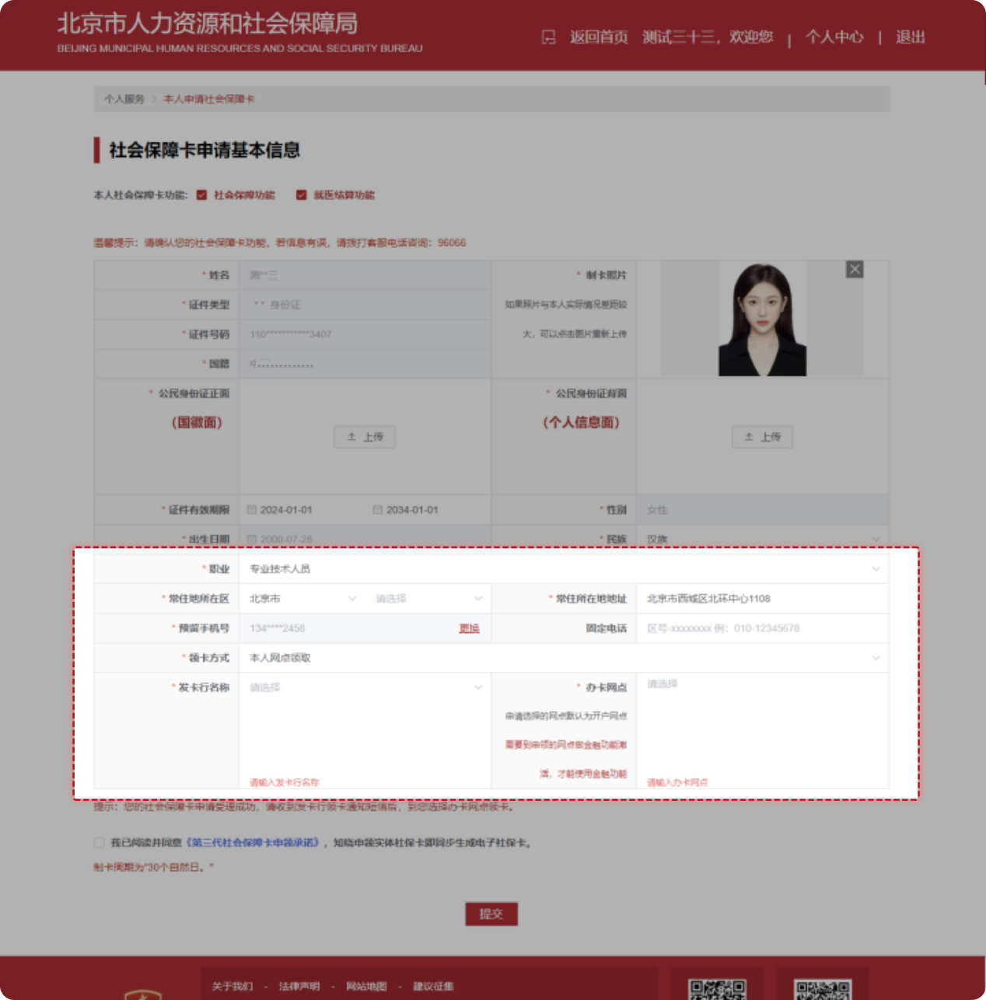 北京市人力资源和社会保障局
BEIJING MUNICIPAL HUMAN RESOURCES AND SOCIAL SECURITY BUREAU
返回首页 测试三十三，欢迎您 | 个人中心 | 退出
个人服务 > 本人申请社会保障卡
社会保障卡申请基本信息
本人社会保障卡功能: 社会保障功能 就医结算功能
温馨提示：请确认您的社会保障卡功能，若信息有误，请拨打客服电话咨询：96066
* 姓名 测**三
* 制卡照片
如果照片与本人实际情况差距较
大，可以点击图片重新上传
* 证件类型 ** 身份证
* 证件号码 110***********3407
* 国籍
* 公民身份证正面
(国徽面)
上传
* 公民身份证背面
(个人信息面)
上传
* 证件有效期限 2024-01-01 2034-01-01
* 性别 女性
* 出生日期 2000-07-28
* 民族 汉族
* 职业 专业技术人员
* 常住地所在区 北京市 请选择
* 常住所在地地址 北京市西城区北环中心1108
* 预留手机号 134****2458 更换
固定电话 区号-xxxxxxxx 例：010-12345678
* 领卡方式 本人网点领取
* 发卡行名称 请选择
请输入发卡行名称
* 办卡网点 请选择
申请选择的网点默认为开户网点
需要到申领的网点做金融功能激
活，才能使用金融功能
请输入办卡网点
提示：您的社会保障卡申请受理成功，请收到发卡行领卡通知短信后，到您选择办卡网点领卡。
我已阅读并同意《第三代社会保障卡申领承诺》，知晓申领实体社保卡即同步生成电子社保卡。
制卡周期为"30个自然日。"
提交
关于我们 - 法律声明 - 网站地图 - 建议征集